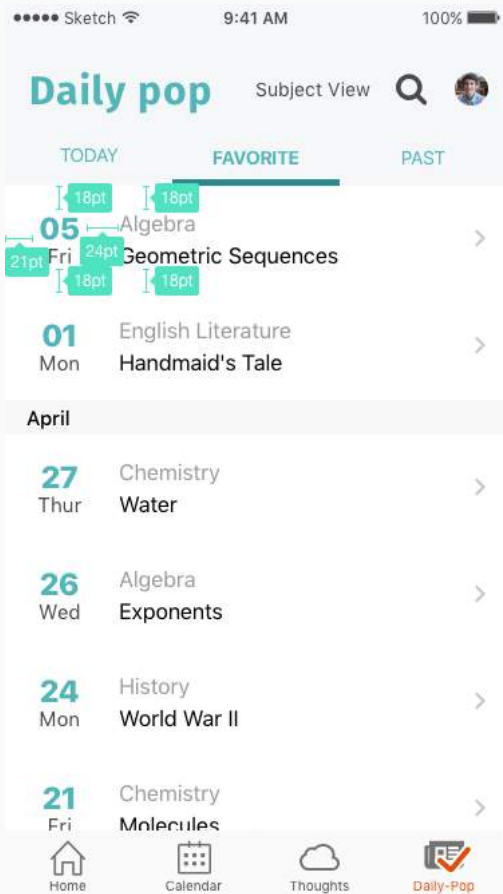 Sketch 9:41 AM 100%
Daily pop Subject View
TODAY FAVORITE PAST
18pt 18pt
05 Algebra
21pt Fri 24pt Geometric Sequences
18pt 18pt
01 English Literature
Mon Handmaid's Tale
April
27 Chemistry
Thur Water
26 Algebra
Wed Exponents
24 History
Mon World War II
21 Chemistry
Fri Molecules
Home Calendar Thoughts Daily-Pop